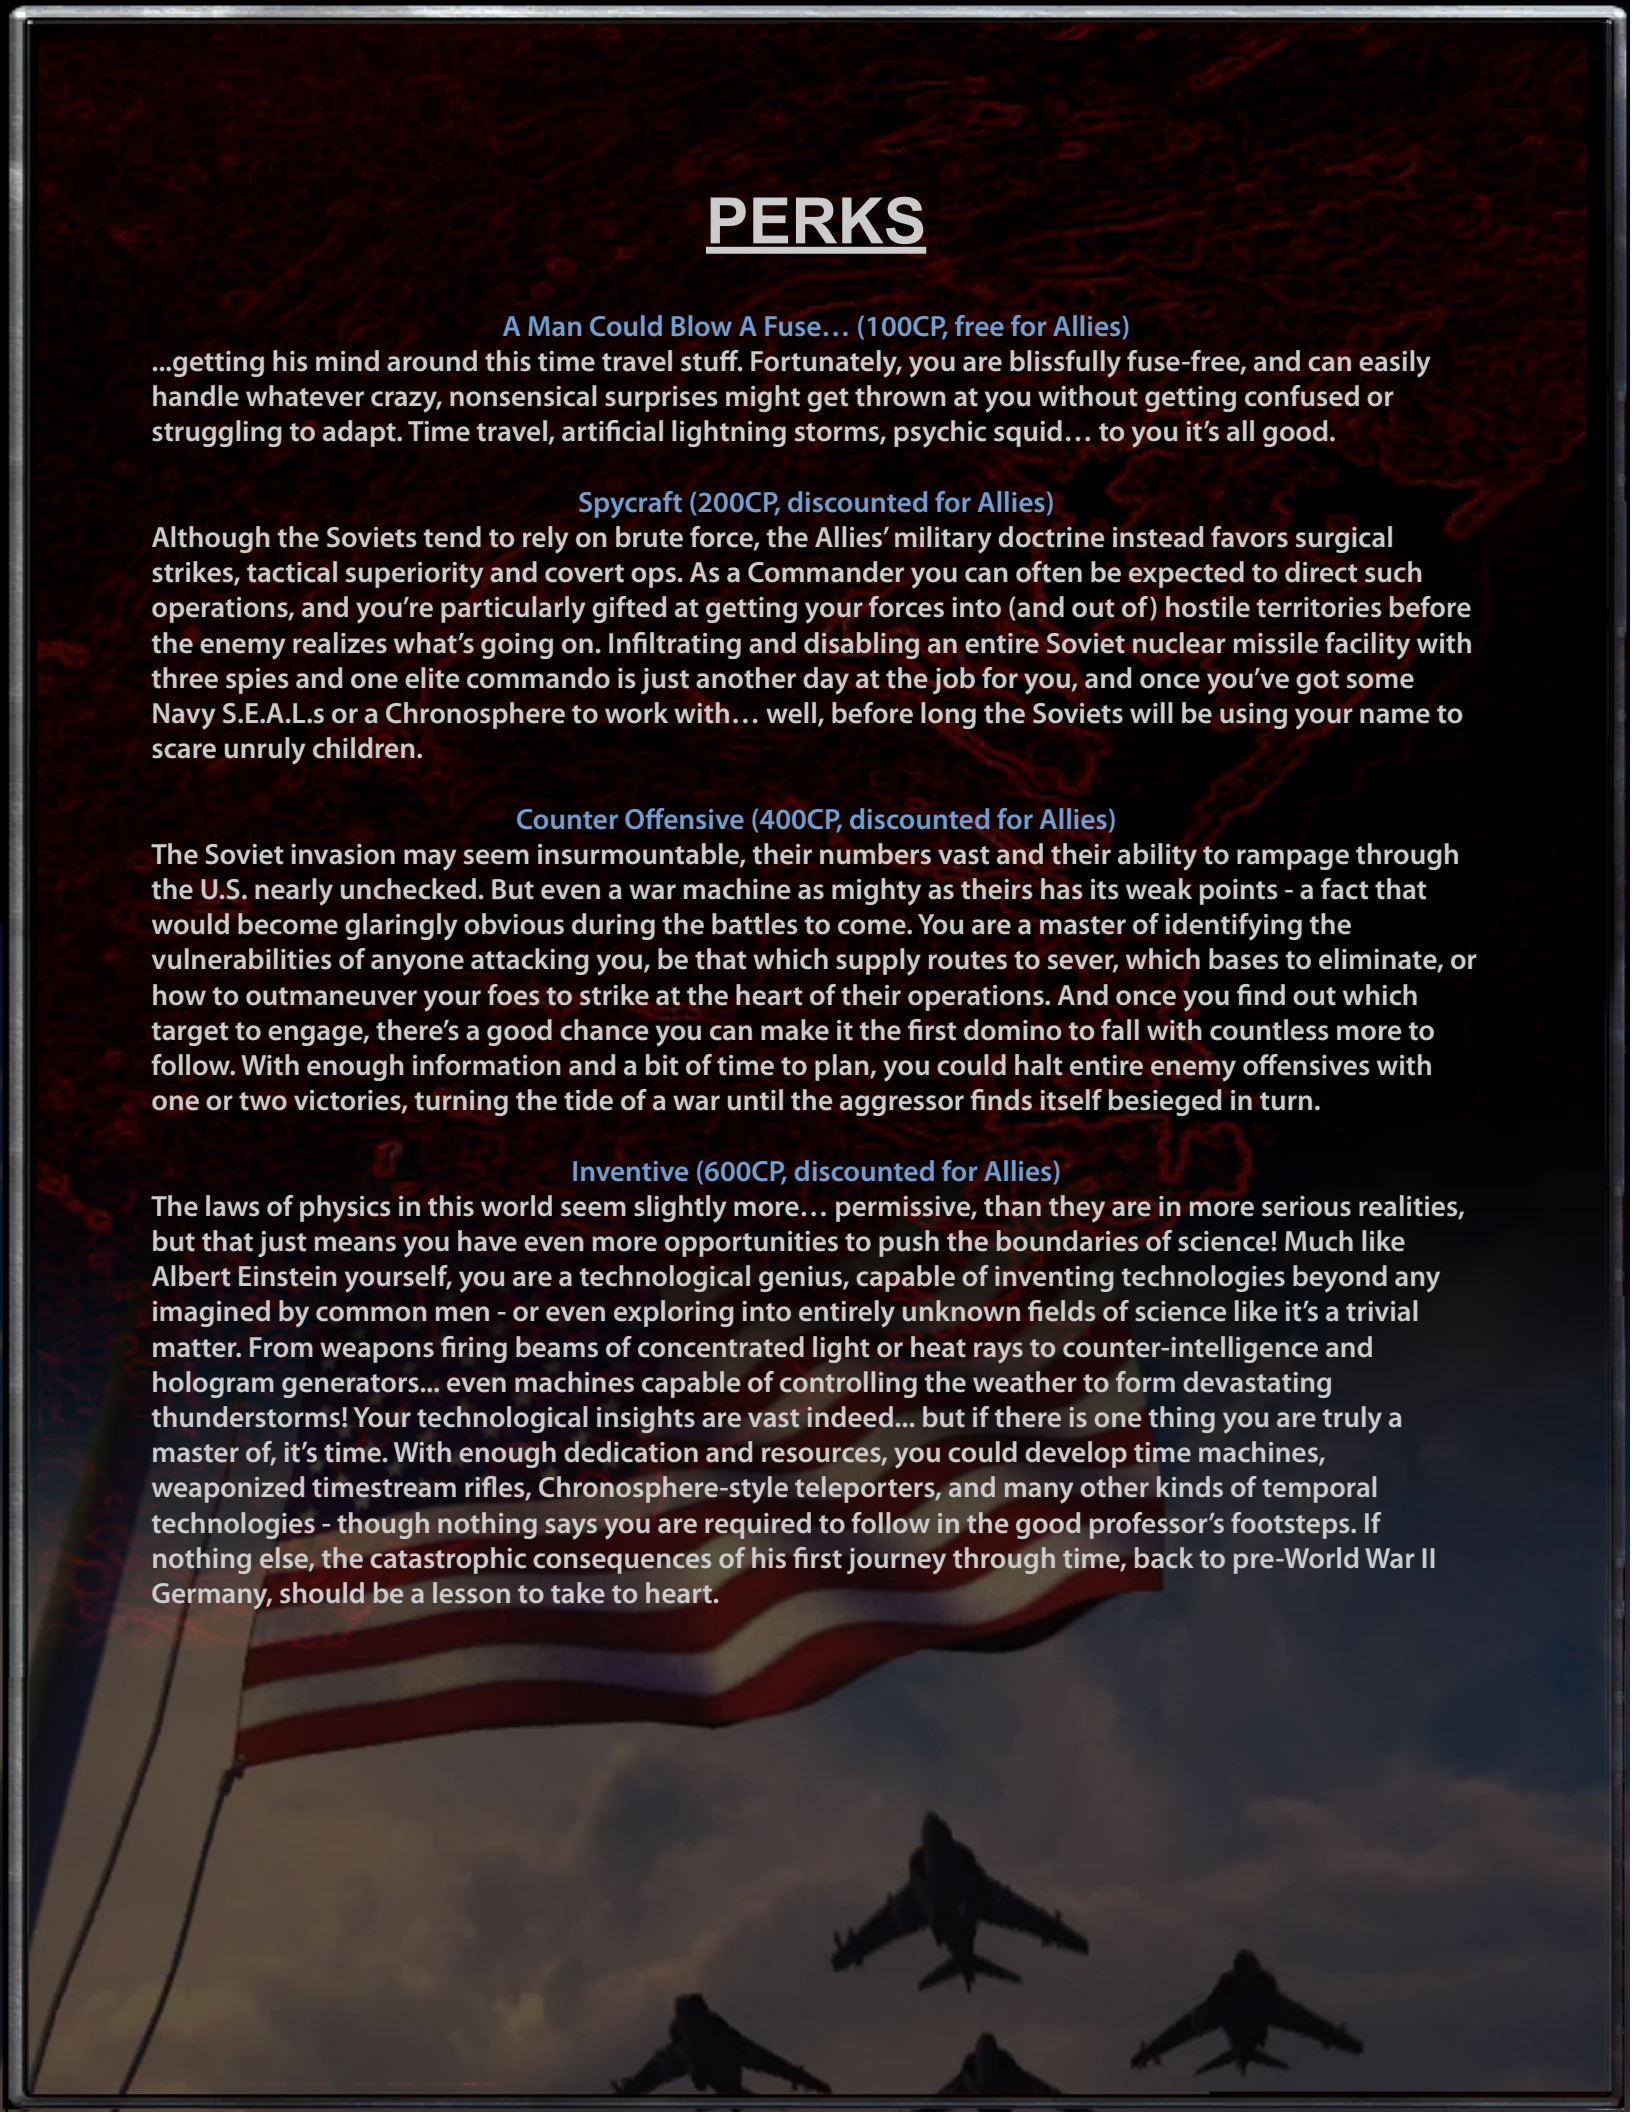 PERKS
A Man Could Blow A Fuse… (100CP, free for Allies)
...getting his mind around this time travel stuff. Fortunately, you are blissfully fuse-free, and can easily
handle whatever crazy, nonsensical surprises might get thrown at you without getting confused or
struggling to adapt. Time travel, artificial lightning storms, psychic squid… to you it’s all good.
Spycraft (200CP, discounted for Allies)
Although the Soviets tend to rely on brute force, the Allies’ military doctrine instead favors surgical
strikes, tactical superiority and covert ops. As a Commander you can often be expected to direct such
operations, and you’re particularly gifted at getting your forces into (and out of) hostile territories before
the enemy realizes what’s going on. Infiltrating and disabling an entire Soviet nuclear missile facility with
three spies and one elite commando is just another day at the job for you, and once you’ve got some
Navy S.E.A.L.s or a Chronosphere to work with… well, before long the Soviets will be using your name to
scare unruly children.
Counter Offensive (400CP, discounted for Allies)
The Soviet invasion may seem insurmountable, their numbers vast and their ability to rampage through
the U.S. nearly unchecked. But even a war machine as mighty as theirs has its weak points - a fact that
would become glaringly obvious during the battles to come. You are a master of identifying the
vulnerabilities of anyone attacking you, be that which supply routes to sever, which bases to eliminate, or
how to outmaneuver your foes to strike at the heart of their operations. And once you find out which
target to engage, there’s a good chance you can make it the first domino to fall with countless more to
follow. With enough information and a bit of time to plan, you could halt entire enemy offensives with
one or two victories, turning the tide of a war until the aggressor finds itself besieged in turn.
Inventive (600CP, discounted for Allies)
The laws of physics in this world seem slightly more… permissive, than they are in more serious realities,
but that just means you have even more opportunities to push the boundaries of science! Much like
Albert Einstein yourself, you are a technological genius, capable of inventing technologies beyond any
imagined by common men - or even exploring into entirely unknown fields of science like it’s a trivial
matter. From weapons firing beams of concentrated light or heat rays to counter-intelligence and
hologram generators... even machines capable of controlling the weather to form devastating
thunderstorms! Your technological insights are vast indeed... but if there is one thing you are truly a
master of, it’s time. With enough dedication and resources, you could develop time machines,
weaponized timestream rifles, Chronosphere-style teleporters, and many other kinds of temporal
technologies - though nothing says you are required to follow in the good professor’s footsteps. If
nothing else, the catastrophic consequences of his first journey through time, back to pre-World War II
Germany, should be a lesson to take to heart.